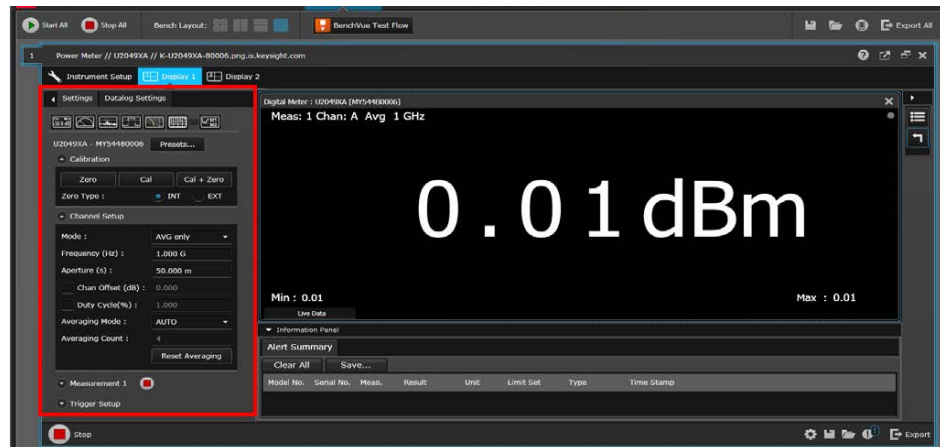 Start All Stop All Bench Layout: BenchVue Test Flow Export All
1 Power Meter // U2049XA // K-U2049XA-80006.png.is.keysight.com
Instrument Setup Display 1 Display 2
Settings Datalog Settings
Digital Meter : U2049XA [MY54480006]
Meas: 1 Chan: A Avg 1 GHz
U2049XA - MY54480006 Presets...
Calibration
Zero Cal Cal + Zero
Zero Type : INT EXT
Channel Setup
Mode : AVG only
Frequency (Hz) : 1.000 G
Aperture (s) : 50.000 m
Chan Offset (dB) : 0.000
Duty Cycle(%) : 1.000
Averaging Mode : AUTO
Averaging Count : 4
Reset Averaging
Measurement 1
Trigger Setup
0.01 dBm
Min : 0.01 Max : 0.01
Live Data
Information Panel
Alert Summary
Clear All Save...
Model No. Serial No. Meas. Result Unit Limit Set Type Time Stamp
Stop 1 Export